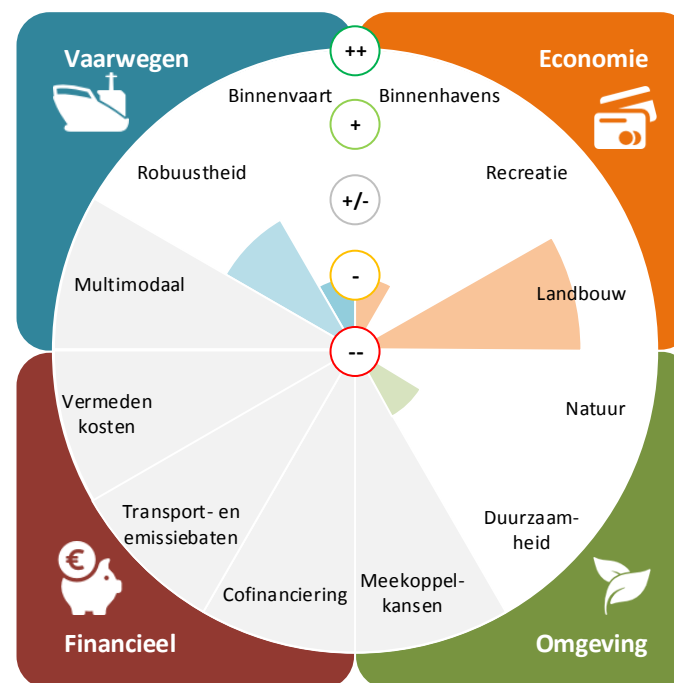 Vaarwegen
++
Economie
Binnenvaart
Binnenhavens
+
Robuustheid
Recreatie
+/-
-
Multimodaal
Landbouw
--
Vermeden
kosten
Natuur
Transport- en
emissiebaten
Duurzaam-
heid
€
Cofinanciering
Meekoppel-
kansen
Financieel
Omgeving